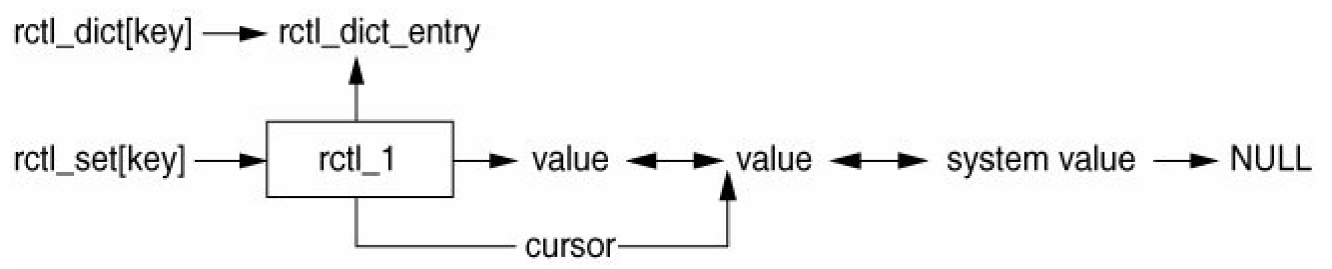 rctl_dict[key] rctl_dict_entry
rctl_set[key] rctl_1 value value system value NULL
cursor